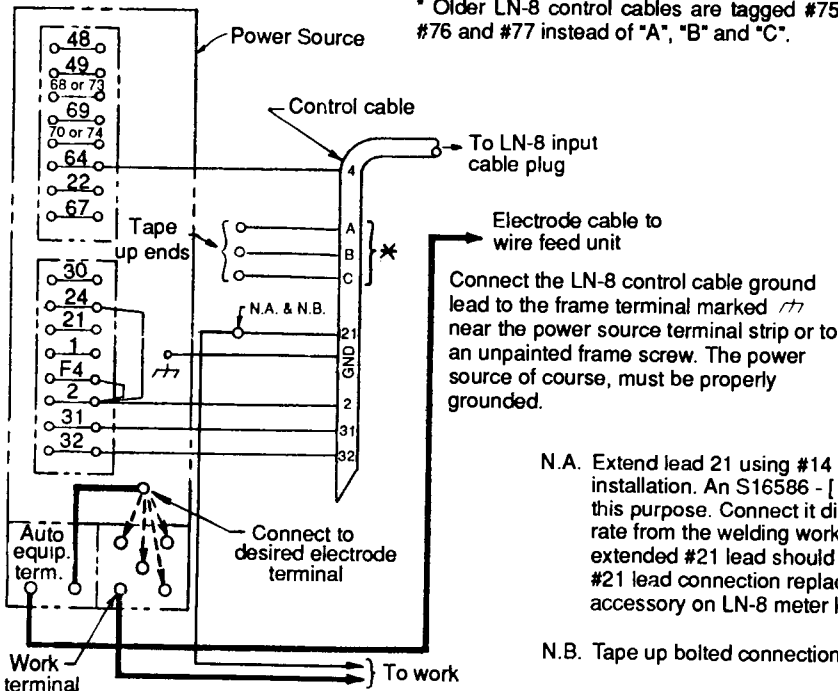 * Older LN-8 control cables are tagged #75
#76 and #77 instead of "A", "B" and "C".
Power Source
48
49
68 or 73
69
70 or 74
64
22
67
Control cable
4
To LN-8 input
cable plug
Tape
up ends
A
B
C
*
Electrode cable to
wire feed unit
30
24
21
1
F4
2
31
32
N.A. & N.B.
21
GND
2
31
32
Connect the LN-8 control cable ground
lead to the frame terminal marked
near the power source terminal strip or to
an unpainted frame screw. The power
source of course, must be properly
grounded.
Auto
equip.
term.
Connect to
desired electrode
terminal
Work
terminal
To work
N.A. Extend lead 21 using #14
installation. An S16586 - [
this purpose. Connect it
rate from the welding work
extended #21 lead should
#21 lead connection
accessory on LN-8 meter
N.B. Tape up bolted connection